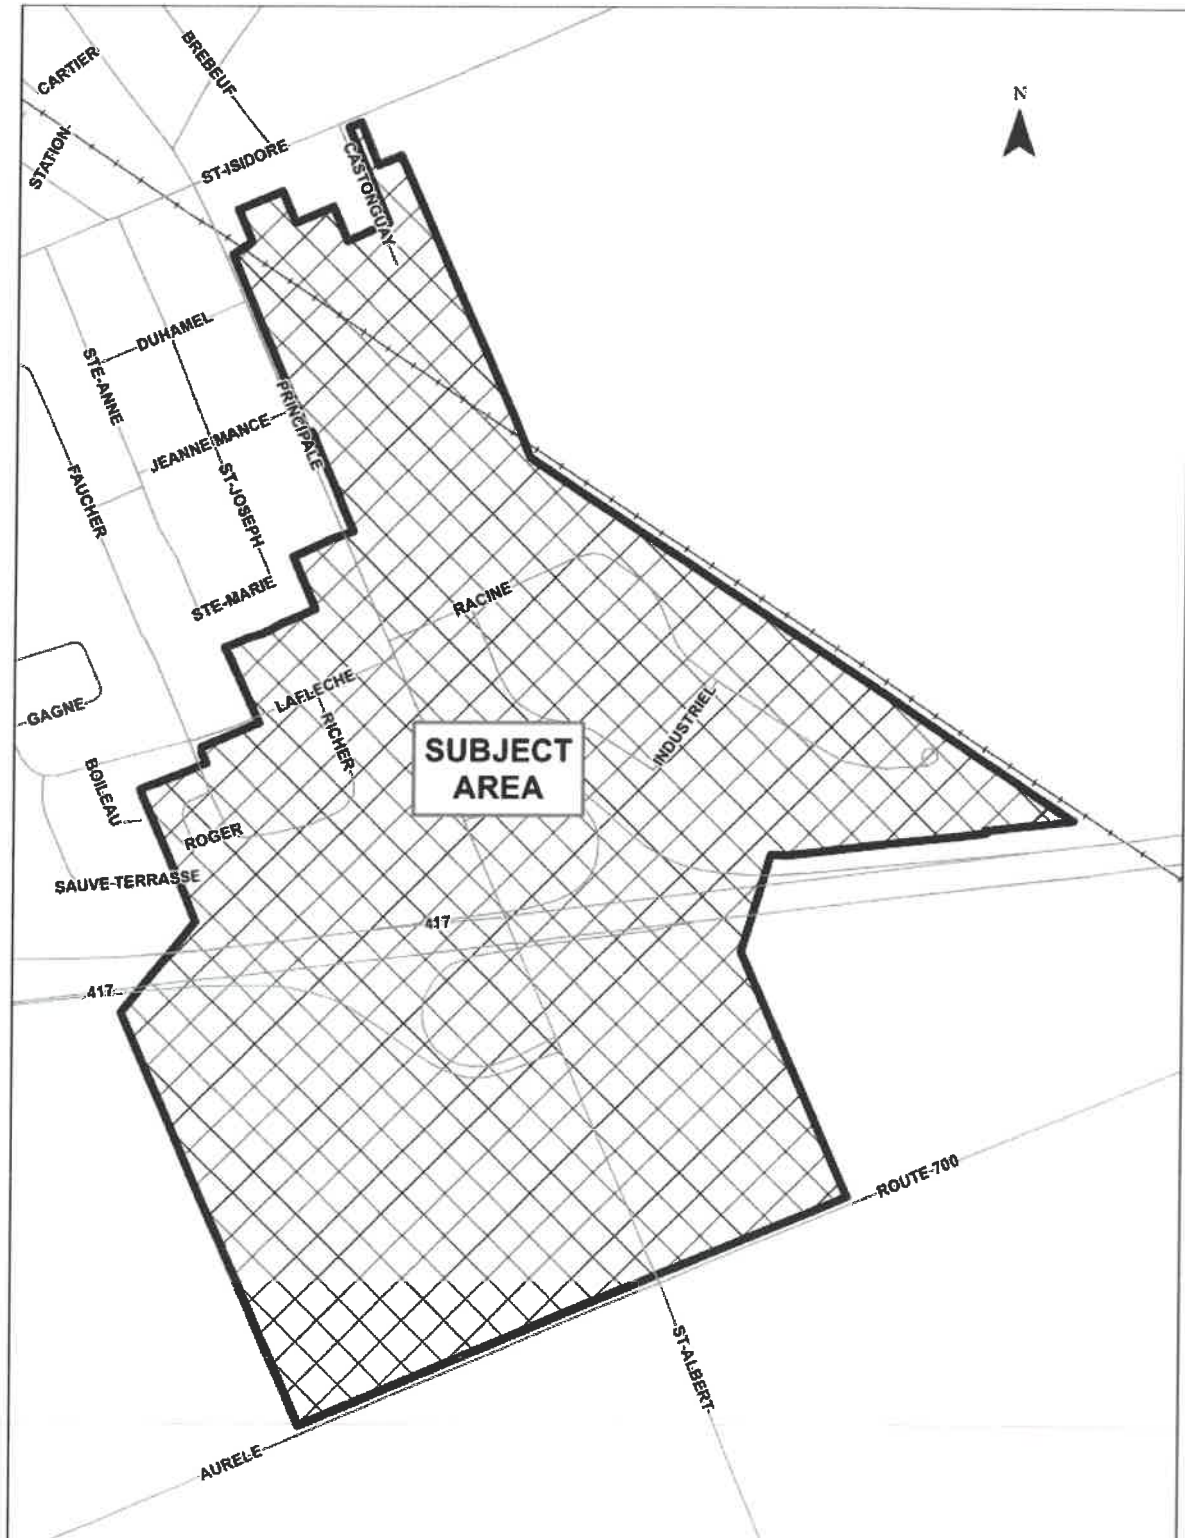 CARTIER
BREBEUF
N
STATION
ST-ISIDORE
CASTONGUAY
DUHAMEL
STE-ANNE
PRINCIPALE
JEANNE MANCE
FAUCHER
ST-JOSEPH
STE-MARIE
RACINE
LAFLECHE
GAGNE
RICHER
INDUSTRIEL
SUBJECT
AREA
BOILEAU
ROGER
SAUVE-TERRASSE
417
417
ROUTE-700
ST-ALBERT
AURELE